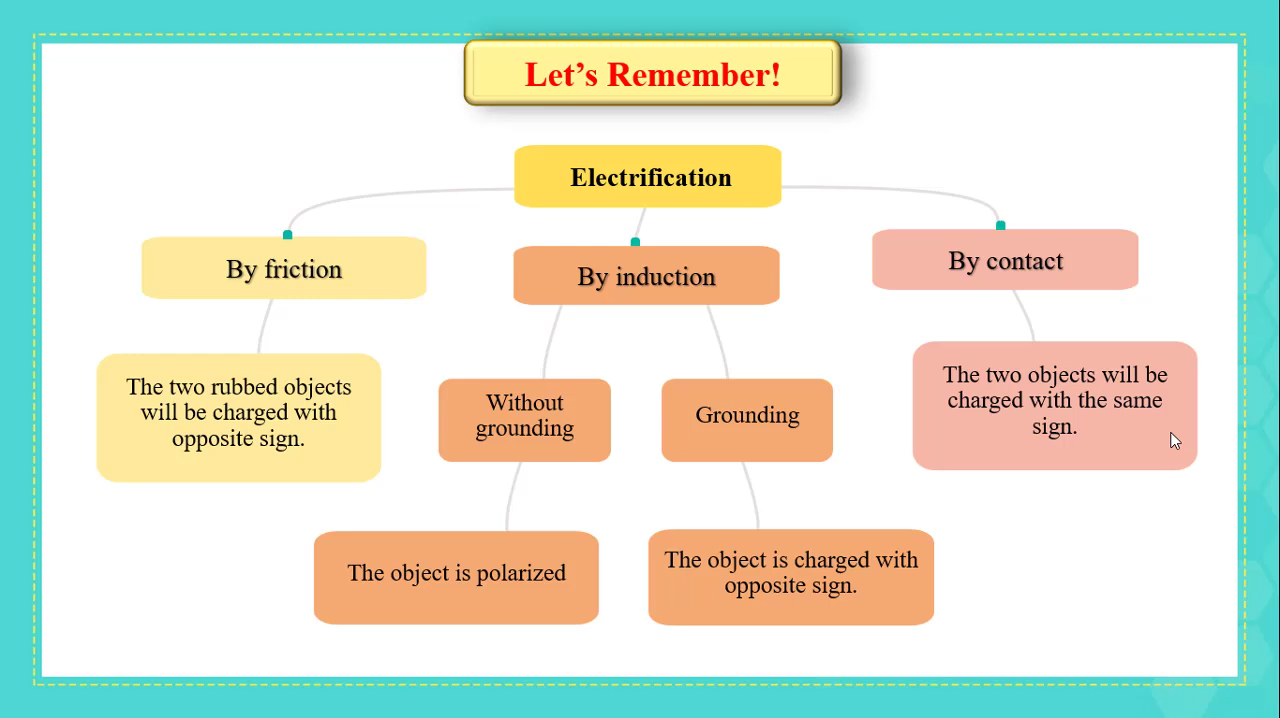 Let’s Remember!
Electrification
By friction
By induction
By contact
The two rubbed objects
will be charged with
opposite sign.
Without
grounding
Grounding
The two objects will be
charged with the same
sign.
The object is polarized
The object is charged with
opposite sign.